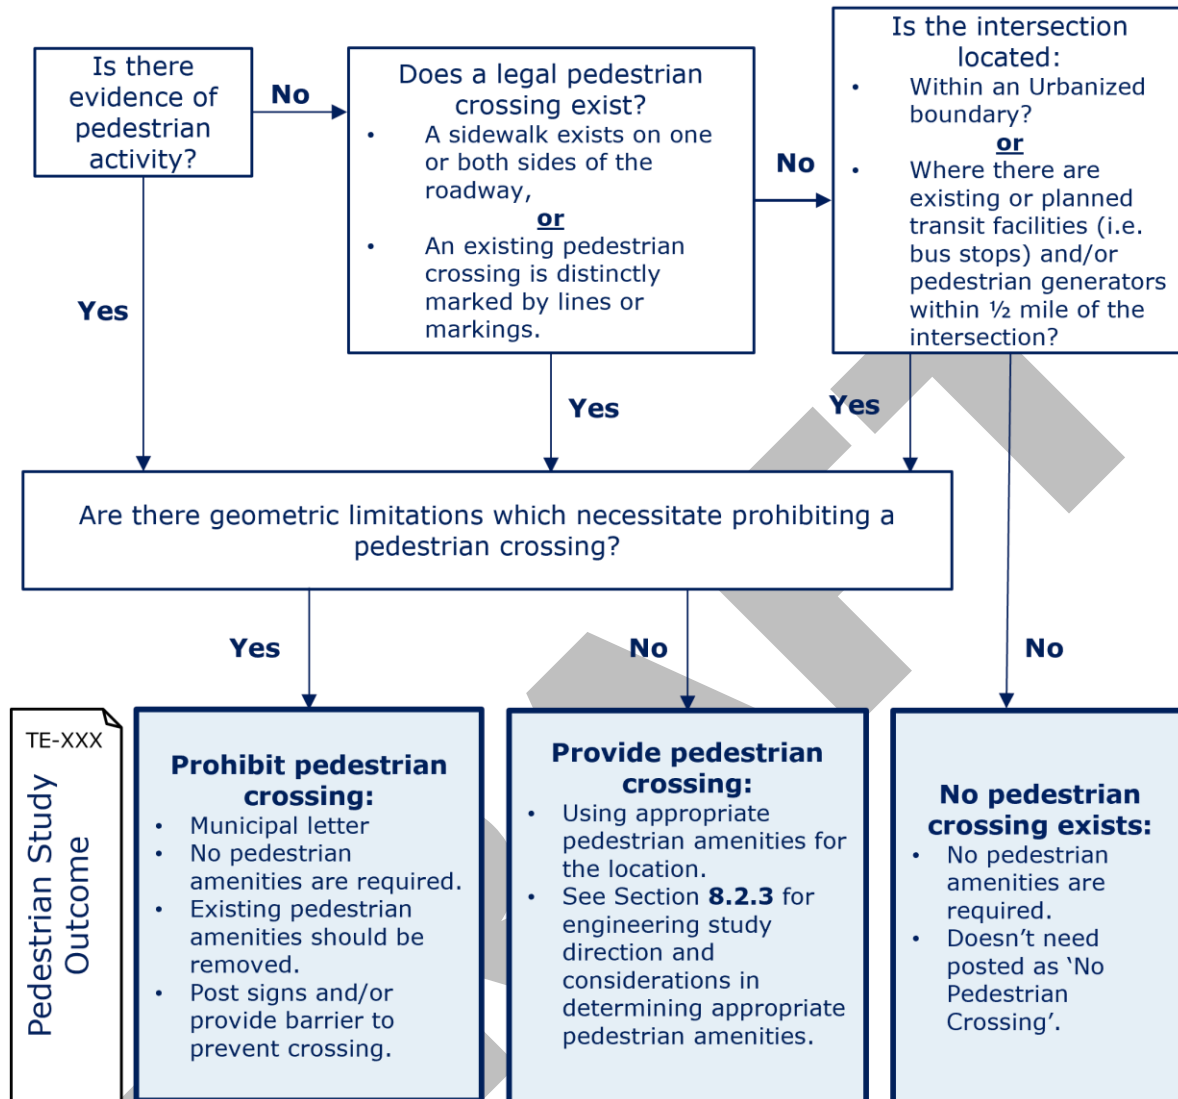 Is there
evidence of
pedestrian
activity?
No
Does a legal pedestrian
crossing exist?
• A sidewalk exists on one
or both sides of the
roadway,
or
• An existing pedestrian
crossing is distinctly
marked by lines or
markings.
No
Is the intersection
located:
• Within an Urbanized
boundary?
or
• Where there are
existing or planned
transit facilities (i.e.
bus stops) and/or
pedestrian generators
within ½ mile of the
intersection?
Yes
Yes
Yes
Are there geometric limitations which necessitate prohibiting a
pedestrian crossing?
Yes
No
No
TE-XXX
Pedestrian Study
Outcome
Prohibit pedestrian
crossing:
• Municipal letter
• No pedestrian
amenities are required.
• Existing pedestrian
amenities should be
removed.
• Post signs and/or
provide barrier to
prevent crossing.
Provide pedestrian
crossing:
• Using appropriate
pedestrian amenities for
the location.
• See Section 8.2.3 for
engineering study
direction and
considerations in
determining appropriate
pedestrian amenities.
No pedestrian
crossing exists:
• No pedestrian
amenities are
required.
• Doesn’t need
posted as ‘No
Pedestrian
Crossing’.